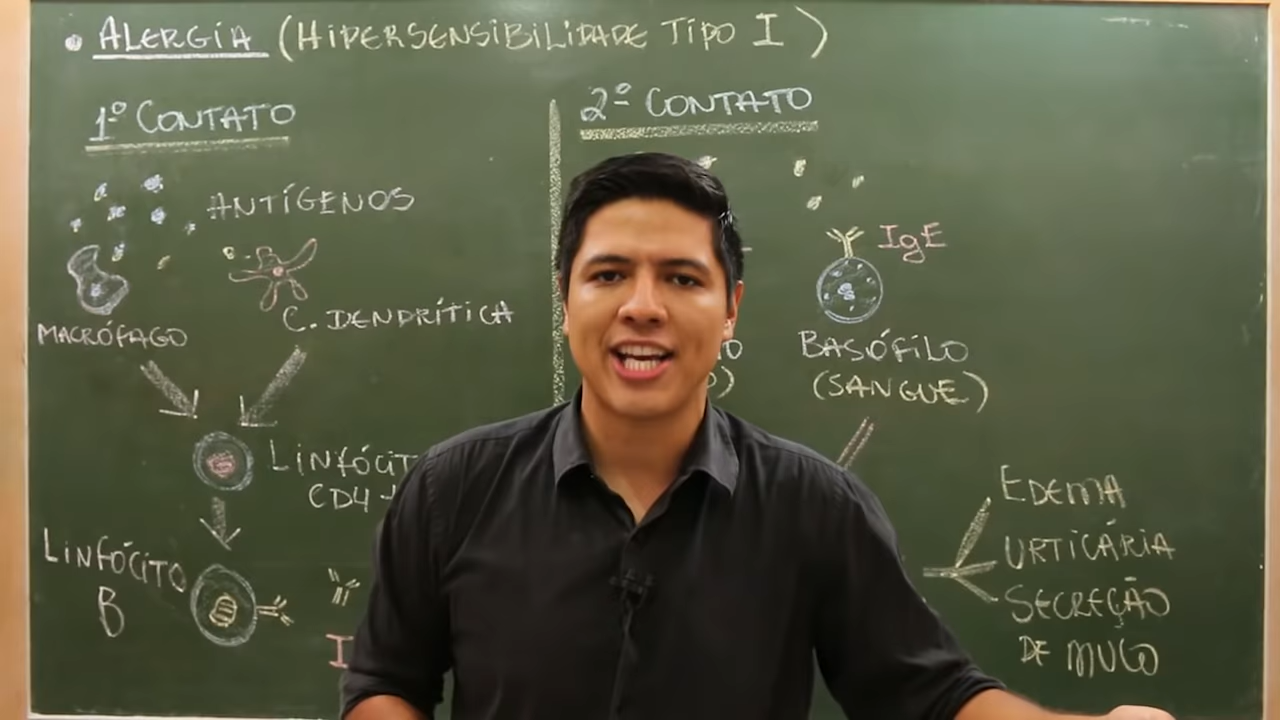 • ALERGIA (HIPERSENSIBILIDADE TIPO I)
1º CONTATO
ANTÍGENOS
MACRÓFAGO
C. DENDRÍTICA
LINFÓCIT
CD4+
LINFÓCITO
B
2º CONTATO
IgE
BASÓFILO
(SANGUE)
EDEMA
URTICÁRIA
SECREÇÃO
DE MUCO